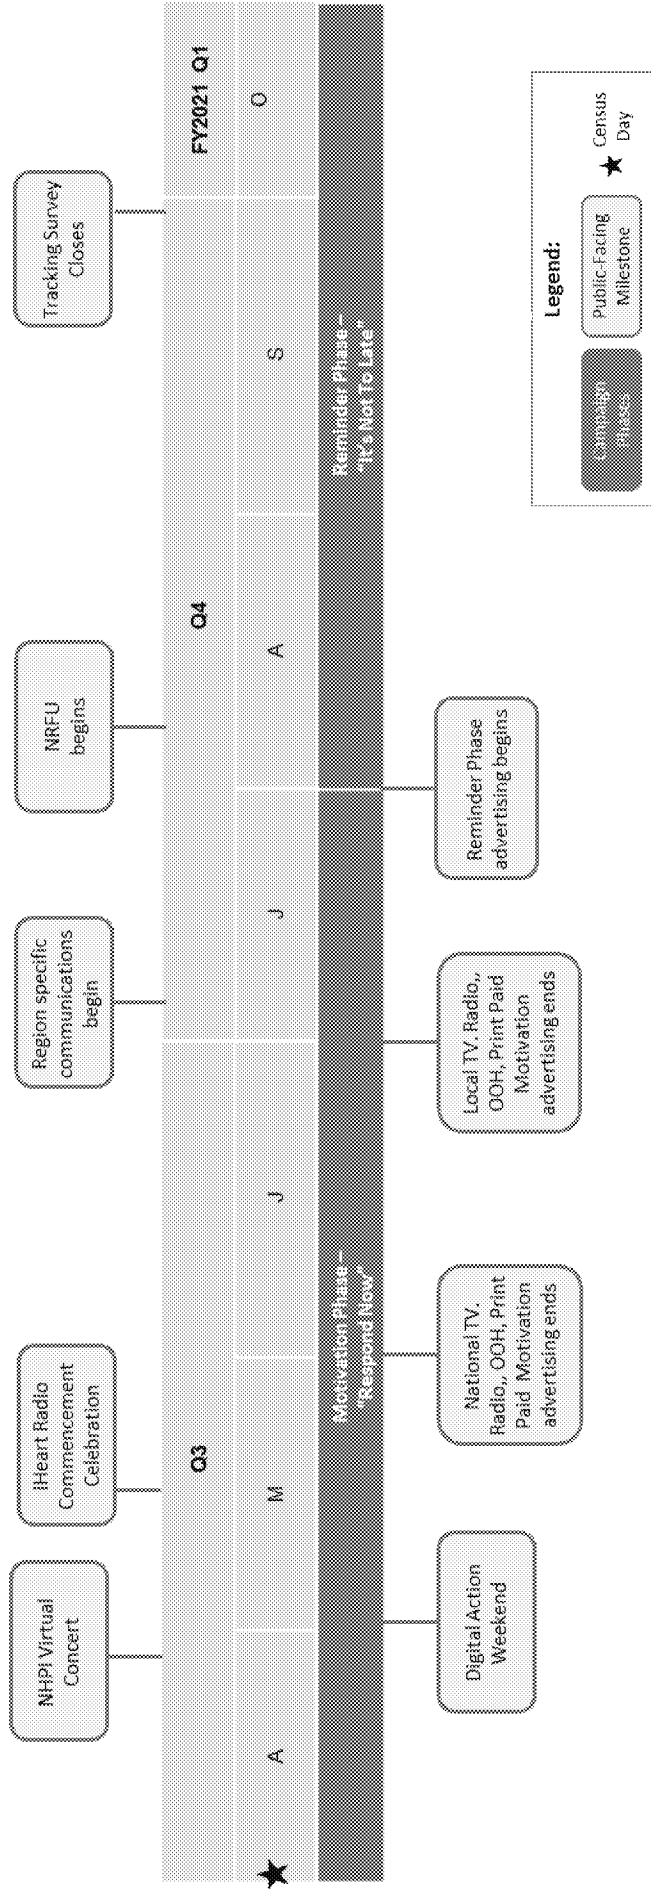 NHPI Virtual
Concert
iHeart Radio
Commencement
Celebration
Region specific
communications
begin
NRFU
begins
Tracking Survey
Closes
Q3
Q4
FY2021 Q1
A
M
J
J
A
S
O
Motivation Phase –
"Respond Now"
Reminder Phase –
"It's Not To Late"
Digital Action
Weekend
National TV.
Radio,, OOH, Print
Paid Motivation
advertising ends
Local TV. Radio,,
OOH, Print Paid
Motivation
advertising ends
Reminder Phase
advertising begins
Legend:
Campaign
Phases
Public-Facing
Milestone
Census
Day